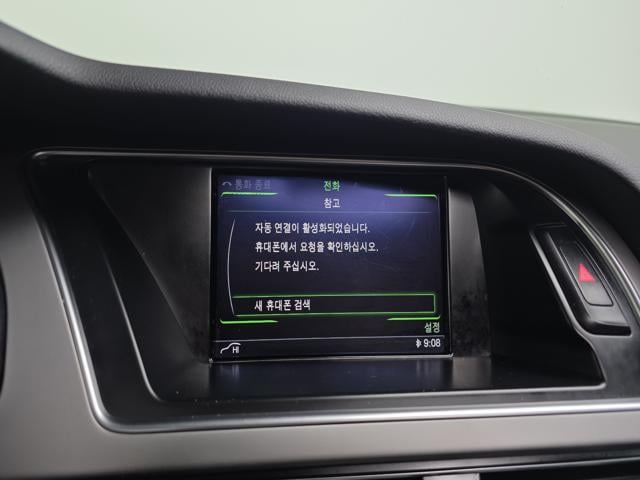 통화 종료
전화
참고
자동 연결이 활성화되었습니다.
휴대폰에서 요청을 확인하십시오.
기다려 주십시오.
새 휴대폰 검색
설정
HI
9:08